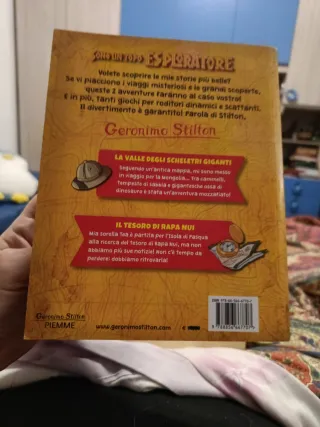 SONO UN TOPO ESPLORATORE
Volete scoprire le mie storie più belle?
Se vi piacciono i viaggi misteriosi e le grandi scoperte,
queste 2 avventure faranno al caso vostro!
E in più, tanti giochi per roditori dinamici e scattanti.
Il divertimento è garantito! Parola di Stilton,
Geronimo Stilton
LA VALLE DEGLI SCHELETRI GIGANTI
Seguendo un'antica mappa, noi siamo messi
in viaggio per la Mongolia... tra cammelli,
tempeste di sabbia e gigantesche ossa di
dinosauro è stata un'avventura mozzafiato!
IL TESORO DI RAPA NUI
Mia sorella Tea è partita per l'Isola di Pasqua
alla ricerca del tesoro di Rapa Nui, ma non
abbiamo più sue notizie! Non c'è tempo da
perdere: dobbiamo ritrovarla!
Geronimo Stilton
PIEMME
www.geronimostilton.com